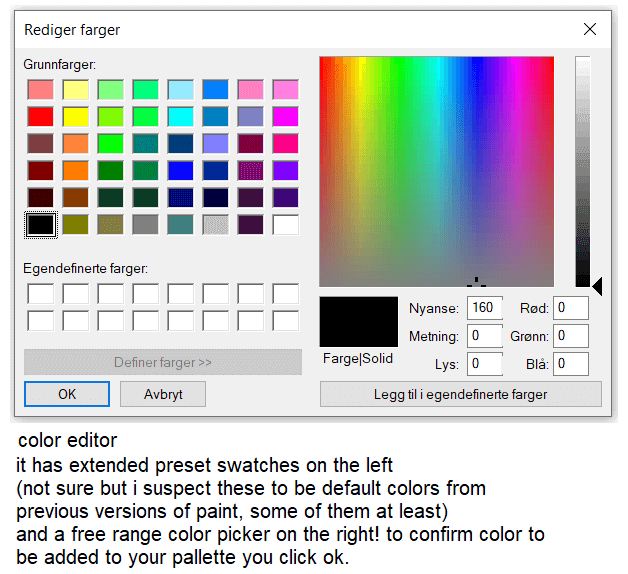 Rediger farger
Grunnfarger:
Egendefinerte farger:
Definer farger >>
OK
Avbryt
Farge|Solid
Nyanse: 160
Metning: 0
Lys: 0
Rød: 0
Grønn: 0
Blå: 0
Legg til i egendefinerte farger
color editor
it has extended preset swatches on the left
(not sure but i suspect these to be default colors from
previous versions of paint, some of them at least)
and a free range color picker on the right! to confirm color to
be added to your pallette you click ok.